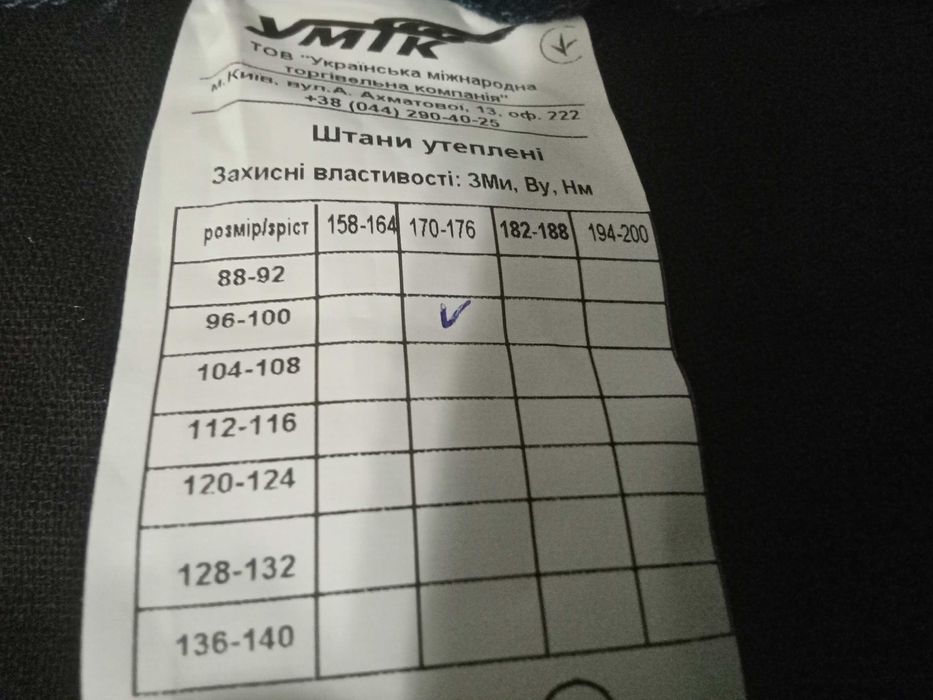 УМТК
ТОВ "Українська міжнародна
торгівельна компанія"
м.Київ, вул.А. Ахматової, 13, оф. 222
+38 (044) 290-40-25
Штани утеплені
Захисні властивості: ЗМи, Ву, Нм
розмір/зріст 158-164 170-176 182-188 194-200
88-92
96-100
104-108
112-116
120-124
128-132
136-140